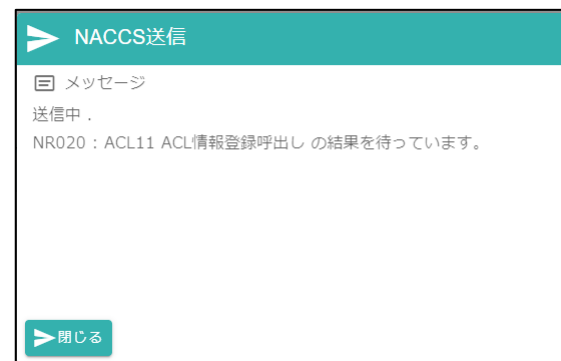 NACCS送信
メッセージ
送信中 .
NR020 : ACL11 ACL情報登録呼出し の結果を待っています。
閉じる